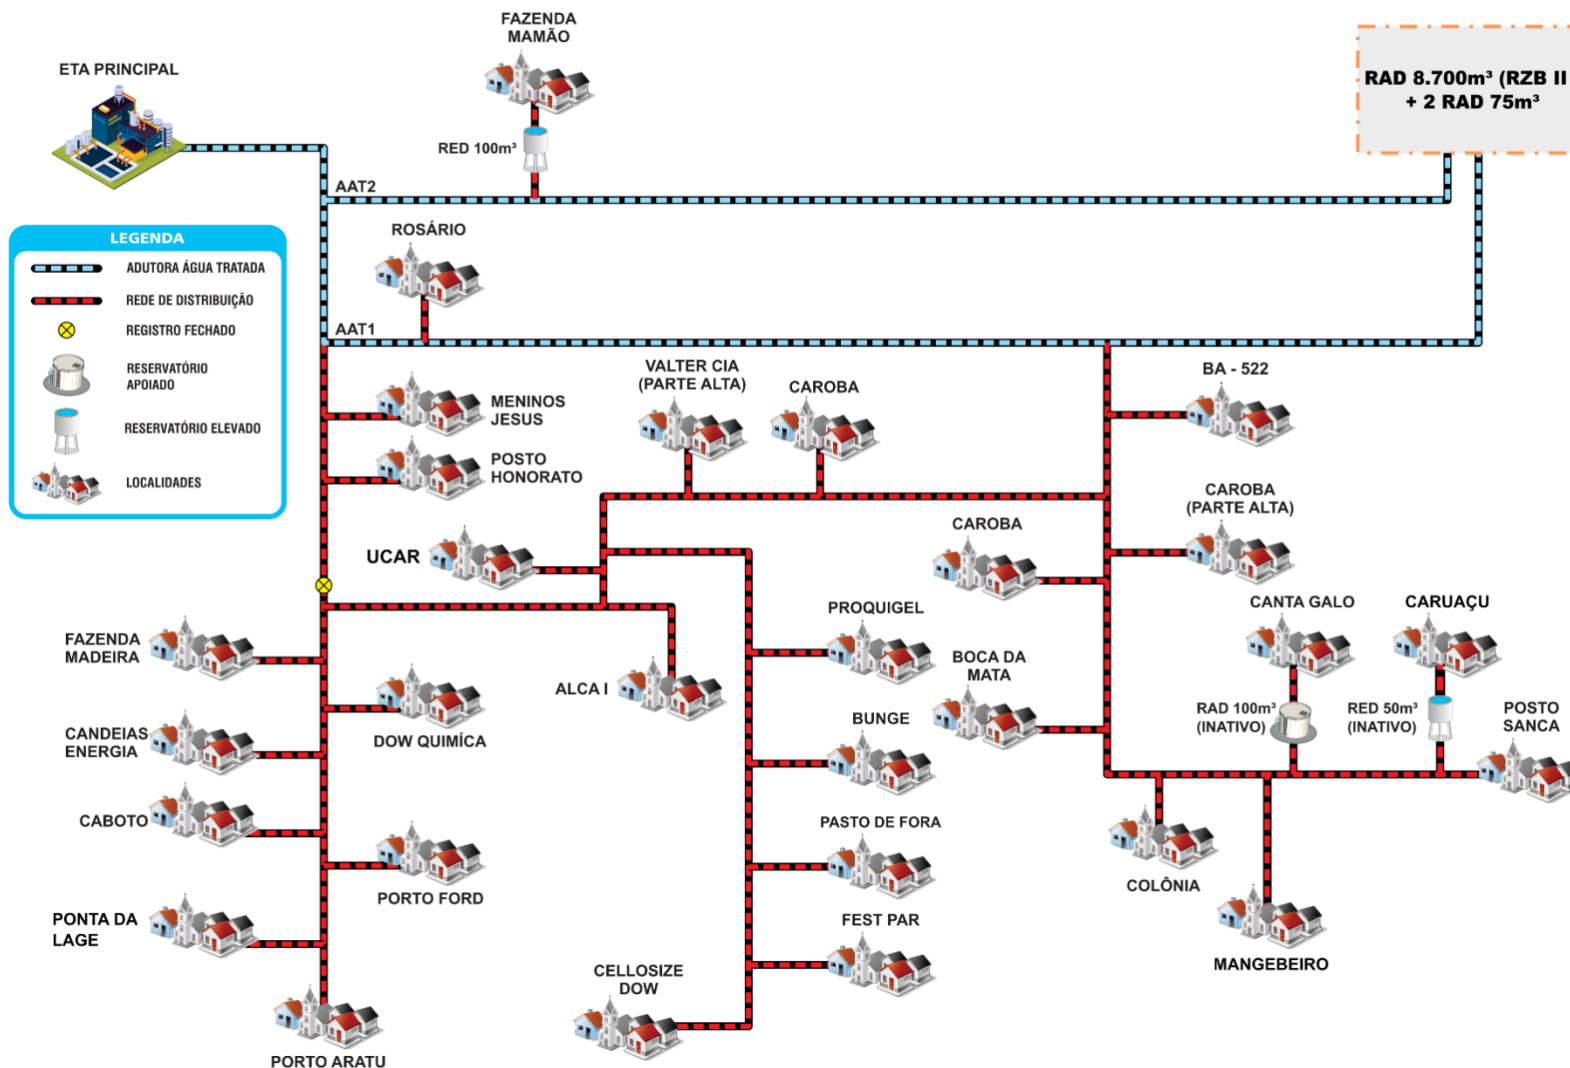 FAZENDA
MAMÃO
ETA PRINCIPAL
RAD 8.700m³ (RZB II
+ 2 RAD 75m³
RED 100m³
AAT2
LEGENDA
ADUTORA ÁGUA TRATADA
REDE DE DISTRIBUIÇÃO
REGISTRO FECHADO
RESERVATÓRIO
APOIADO
RESERVATÓRIO ELEVADO
LOCALIDADES
ROSÁRIO
AAT1
MENINOS
JESUS
POSTO
HONORATO
VALTER CIA
(PARTE ALTA)
CAROBA
BA - 522
CAROBA
(PARTE ALTA)
CAROBA
UCAR
FAZENDA
MADEIRA
CANDEIAS
ENERGIA
CABOTO
PONTA DA
LAGE
DOW QUIMÍCA
PORTO FORD
PORTO ARATU
ALCA I
CELLOSIZE
DOW
PROQUIGEL
BUNGE
PASTO DE FORA
FEST PAR
BOCA DA
MATA
CANTA GALO
CARUAÇU
RAD 100m³
(INATIVO)
RED 50m³
(INATIVO)
POSTO
SANCA
COLÔNIA
MANGEBEIRO